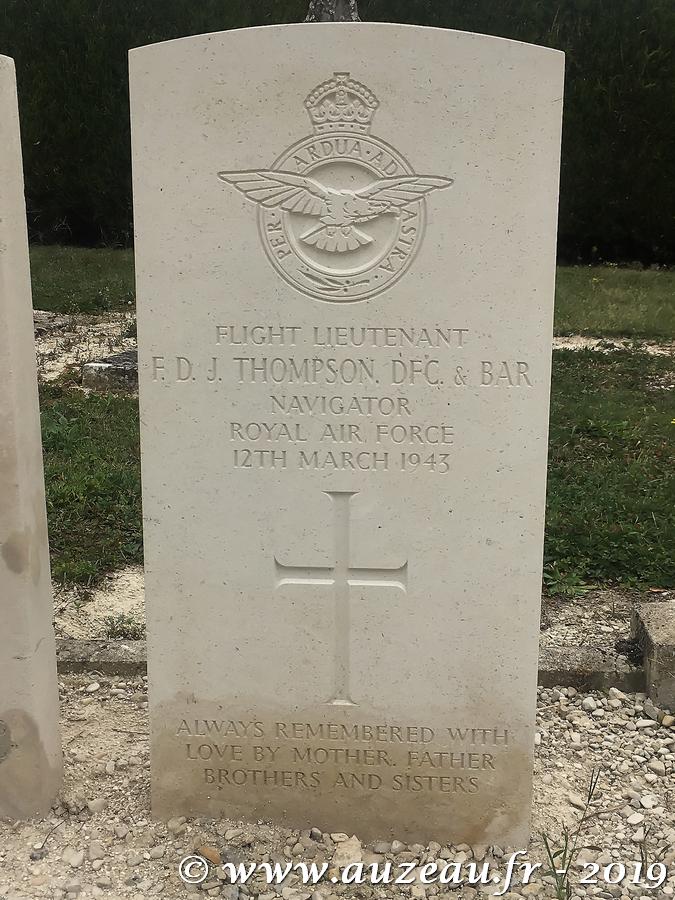 PER · ARDUA · AD · ASTRA
FLIGHT LIEUTENANT
F. D. J. THOMPSON. DFC. & BAR
NAVIGATOR
ROYAL AIR FORCE
12TH MARCH 1943
ALWAYS REMEMBERED WITH
LOVE BY MOTHER. FATHER
BROTHERS AND SISTERS
© www.auzeau.fr - 2019